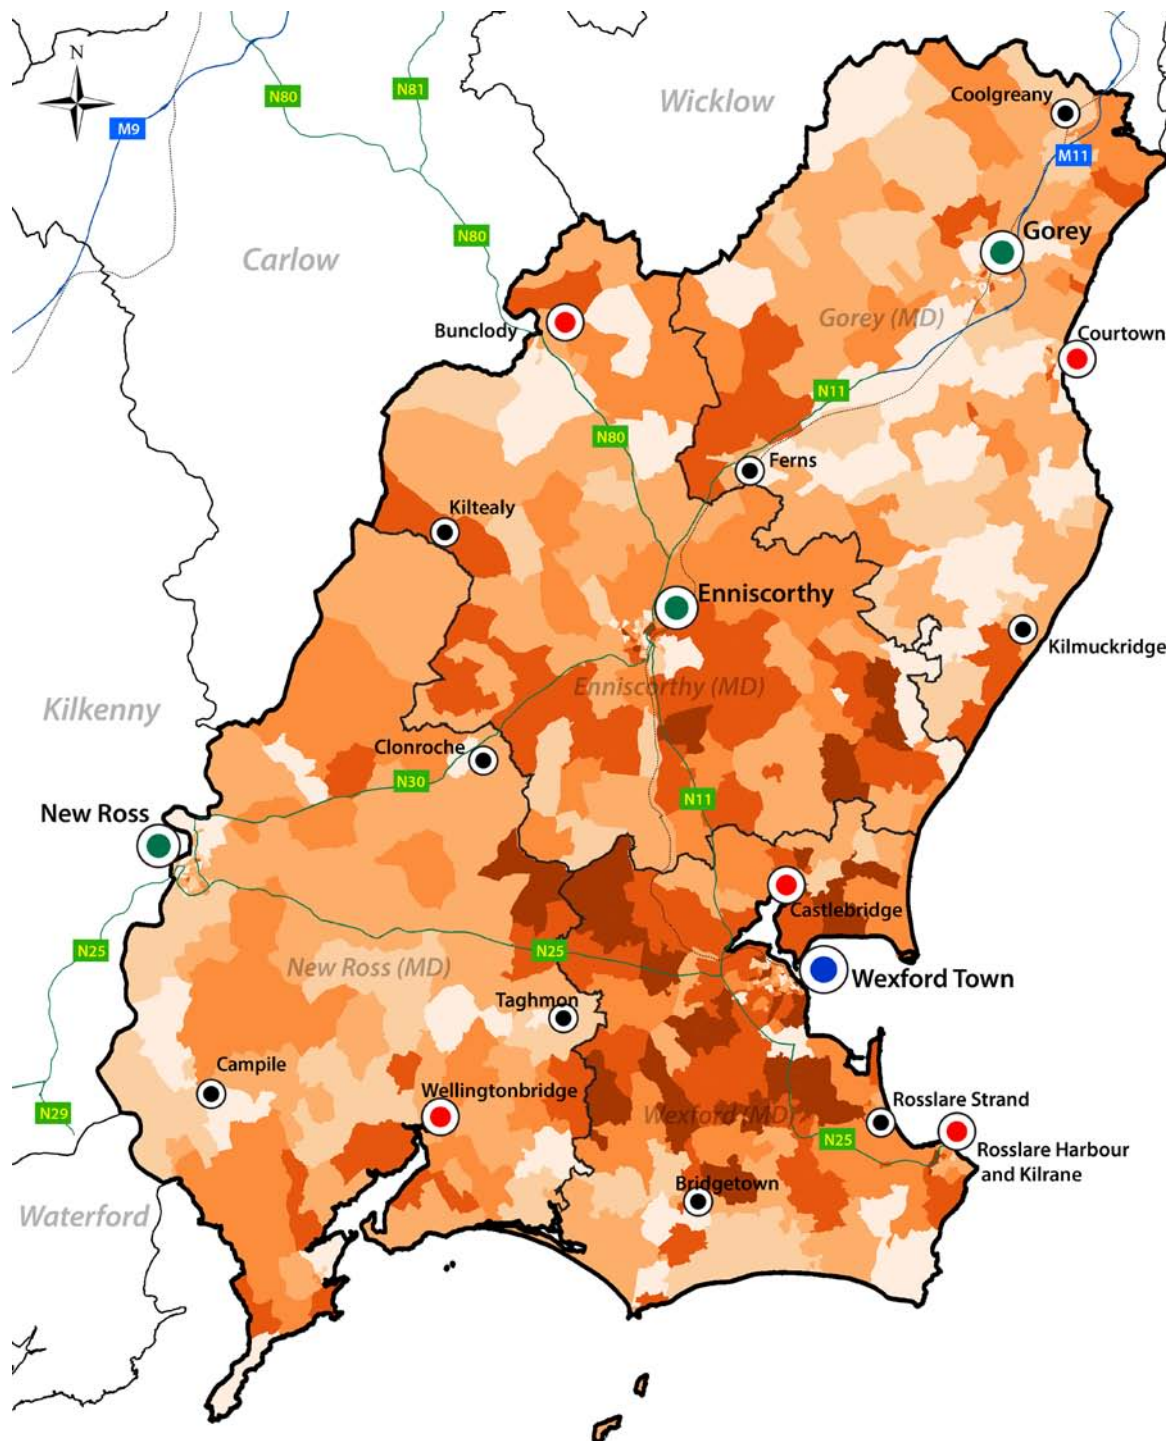 N
N80
N81
Wicklow
Coolgreany
M9
M11
N80
Gorey
Carlow
Bunclody
Gorey (MD)
Courtown
N11
N80
Ferns
Kiltealy
Enniscorthy
Kilmuckridge
Enniscorthy (MD)
Kilkenny
Clonroche
N30
N11
New Ross
Castlebridge
N25
N25
New Ross (MD)
Wexford Town
Taghmon
Campile
Wellingtonbridge
Rosslare Strand
N29
Wexford (MD)
N25
Rosslare Harbour
and Kilrane
Bridgetown
Waterford